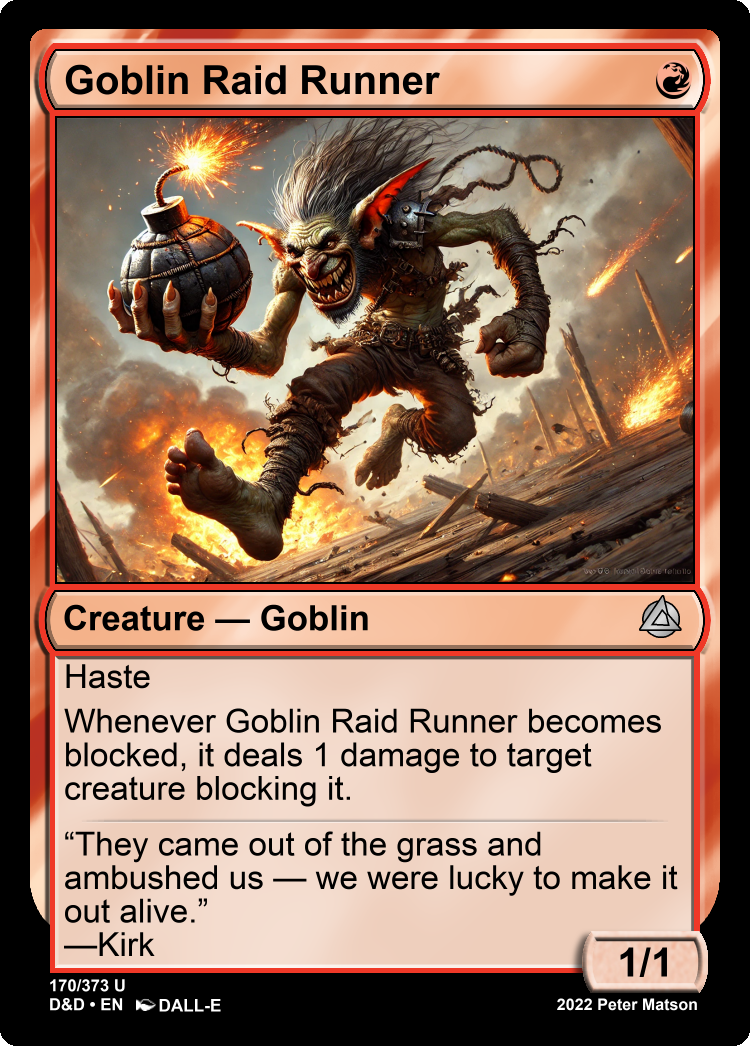 Goblin Raid Runner
Creature — Goblin
Haste
Whenever Goblin Raid Runner becomes
blocked, it deals 1 damage to target
creature blocking it.
“They came out of the grass and
ambushed us — we were lucky to make it
out alive.”
—Kirk
1/1
170/373 U
D&D • EN DALL-E
2022 Peter Matson